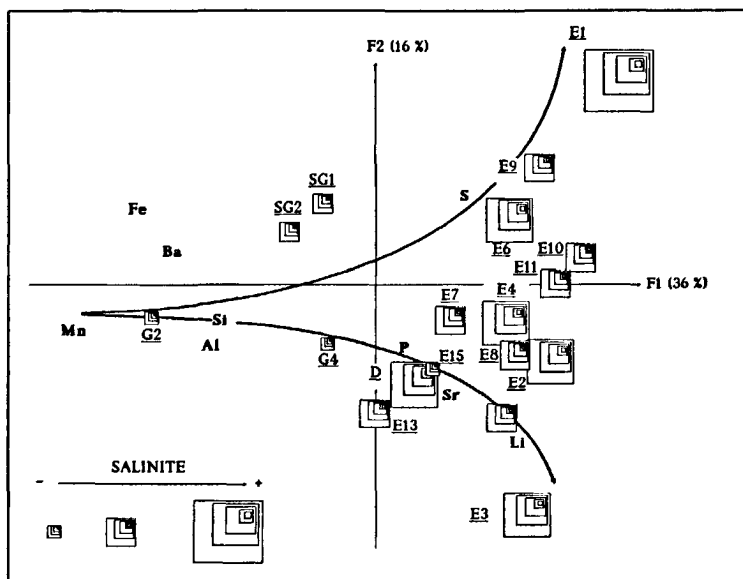 E1
F2 (16 %)
E9
SG1
S
Fe
SG2
E6
E10
Ba
E11
F1 (36 %)
E7
E4
Mn
G2
Si
Al
G4
P
E8
E15
E2
D
Sr
E13
Li
SALINITE
- +
E3